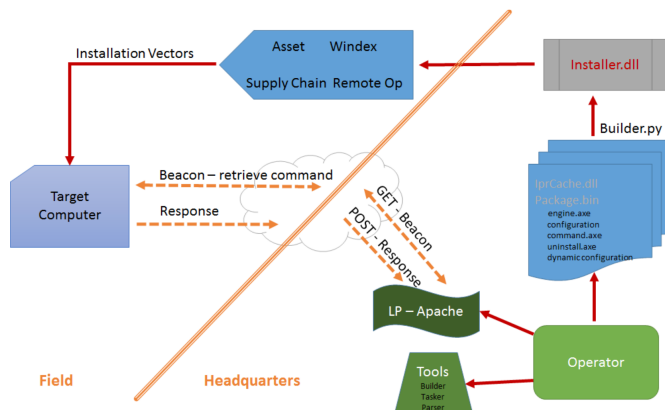 Installation Vectors
Asset Windex
Supply Chain Remote Op
Installer.dll
Builder.py
Target
Computer
Beacon – retrieve command
Response
GET - Beacon
POST - Response
IprCache.dll
Package.bin
engine.axe
configuration
command.axe
uninstall.axe
dynamic configuration
LP – Apache
Operator
Tools
Builder
Tasker
Parser
Field
Headquarters